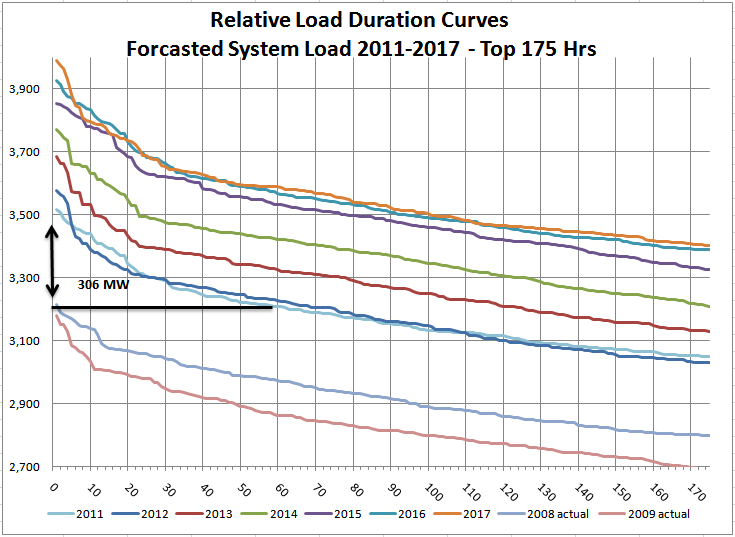 Relative Load Duration Curves
Forcasted System Load 2011-2017 - Top 175 Hrs
3,900
3,700
3,500
3,300
3,100
2,900
2,700
306 MW
0 10 20 30 40 50 60 70 80 90 100 110 120 130 140 150 160 170
2011 2012 2013 2014 2015 2016 2017 2008 actual 2009 actual